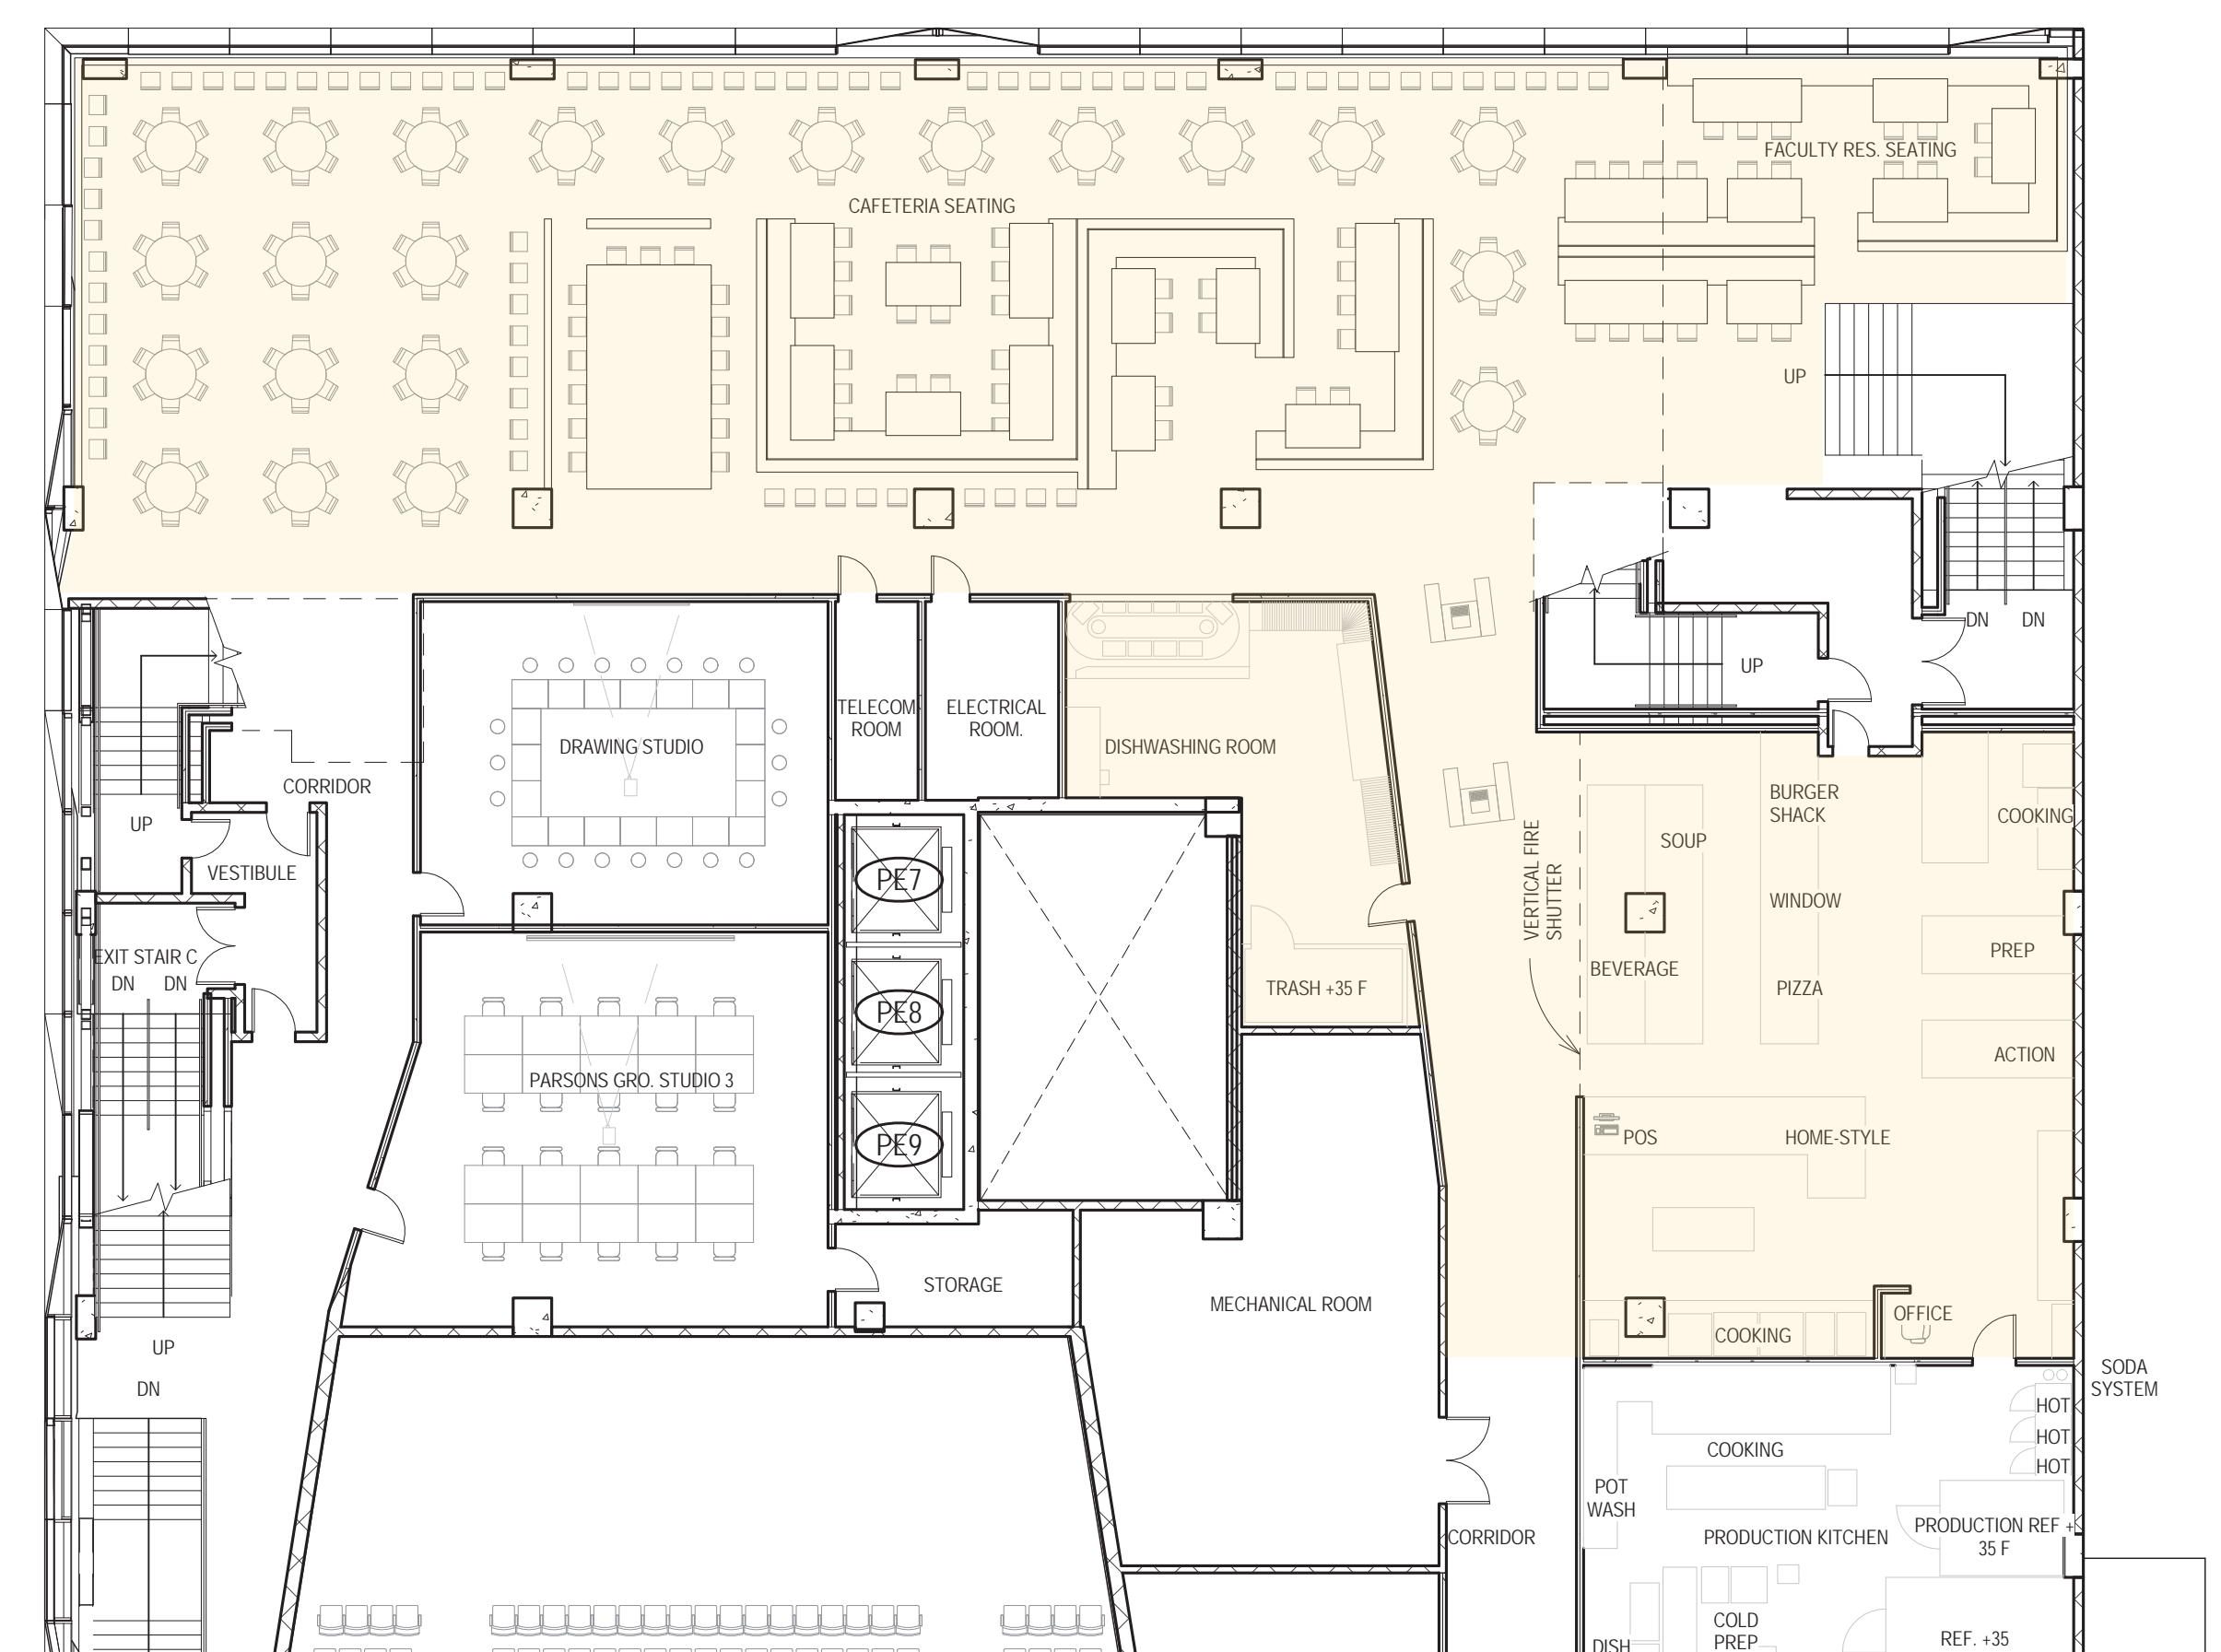 FACULTY RES. SEATING
CAFETERIA SEATING
UP
DN
DN
UP
TELECOM
ROOM
ELECTRICAL
ROOM.
DRAWING STUDIO
DISHWASHING ROOM
CORRIDOR
UP
VESTIBULE
BURGER
SHACK
COOKING
SOUP
VERTICAL FIRE
SHUTTER
PE7
WINDOW
EXIT STAIR C
DN
DN
BEVERAGE
PREP
TRASH +35 F
PIZZA
PE8
ACTION
PARSONS GRO. STUDIO 3
PE9
POS
HOME-STYLE
STORAGE
MECHANICAL ROOM
OFFICE
COOKING
UP
DN
SODA
SYSTEM
HOT
HOT
HOT
COOKING
POT
WASH
CORRIDOR
PRODUCTION KITCHEN
PRODUCTION REF +
35 F
COLD
PREP
REF. +35
DISH